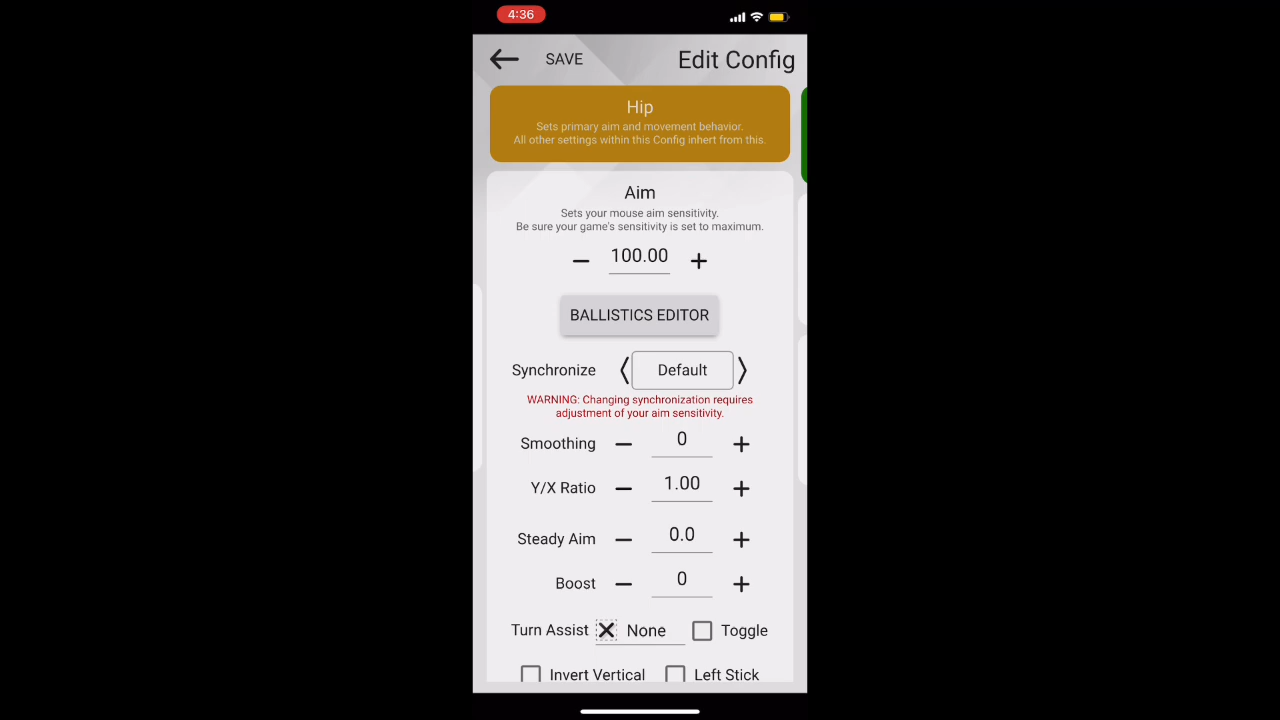 4:36
SAVE
Edit Config
Hip
Sets primary aim and movement behavior.
All other settings within this Config inhert from this.
Aim
Sets your mouse aim sensitivity.
Be sure your game's sensitivity is set to maximum.
100.00
BALLISTICS EDITOR
Synchronize
Default
WARNING: Changing synchronization requires
adjustment of your aim sensitivity.
Smoothing
0
Y/X Ratio
1.00
Steady Aim
0.0
Boost
0
Turn Assist None Toggle
Invert Vertical Left Stick